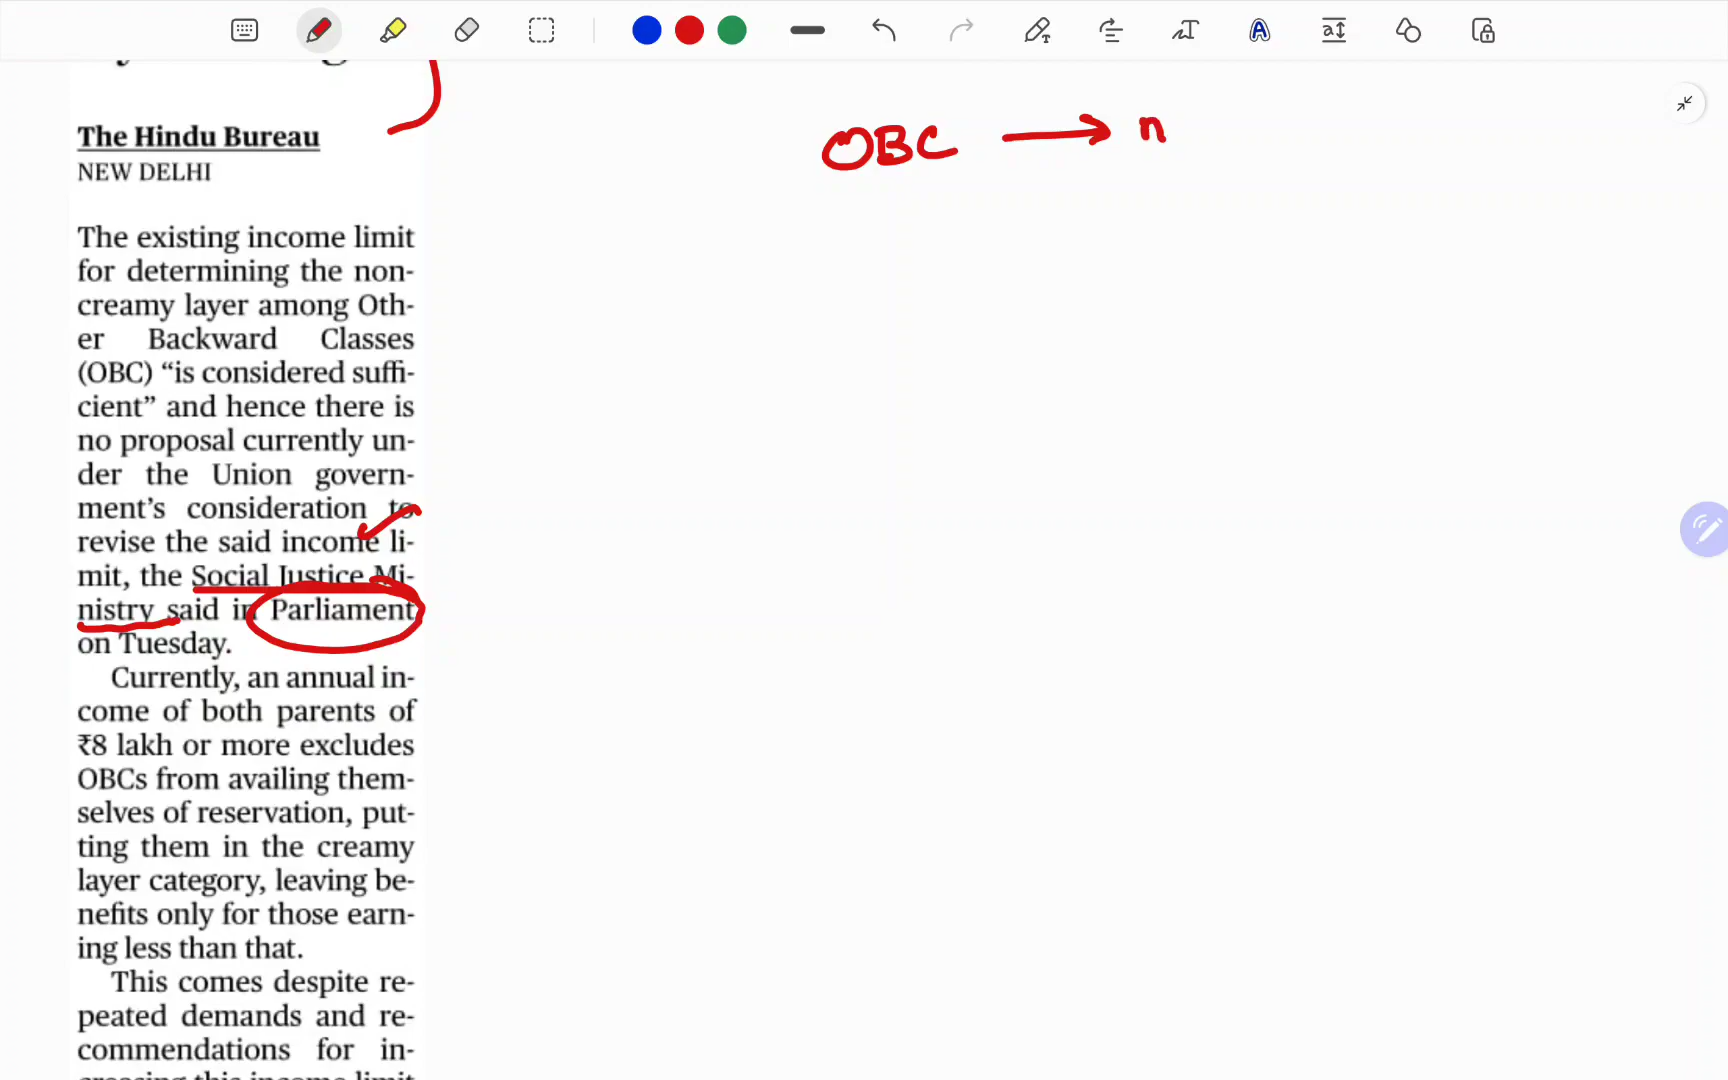 The Hindu Bureau
NEW DELHI
The existing income limit
for determining the non-
creamy layer among Oth-
er Backward Classes
(OBC) “is considered suffi-
cient” and hence there is
no proposal currently un-
der the Union govern-
ment’s consideration to
revise the said income li-
mit, the Social Justice Mi-
nistry said in Parliament
on Tuesday.
Currently, an annual in-
come of both parents of
₹8 lakh or more excludes
OBCs from availing them-
selves of reservation, put-
ting them in the creamy
layer category, leaving be-
nefits only for those earn-
ing less than that.
This comes despite re-
peated demands and re-
commendations for in-
creasing this income limit
OBC → n